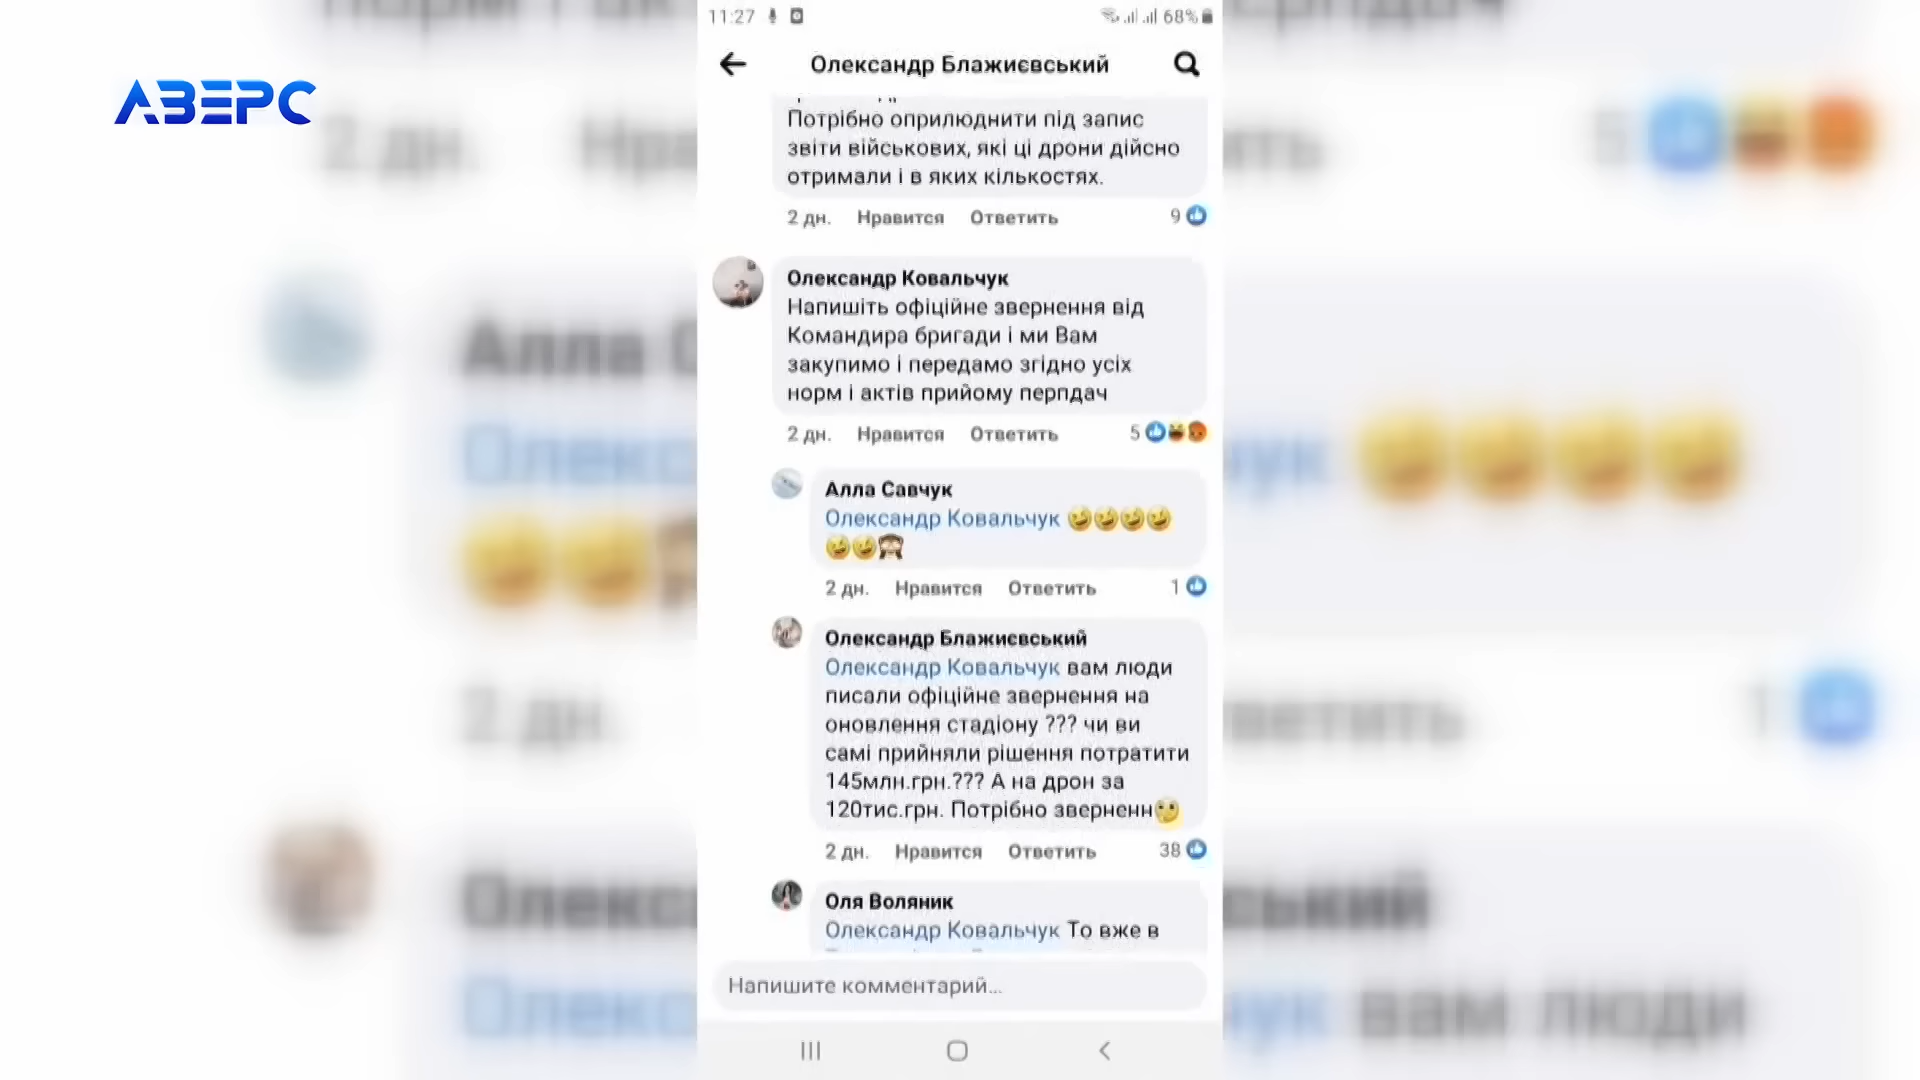 АВЕРС
11:27
68%
Олександр Блажиєвський
Потрібно оприлюднити під запис
звіти військових, які ці дрони дійсно
отримали і в яких кількостях.
2 дн. Нравится Ответить 9
Олександр Ковальчук
Напишіть офіційне звернення від
Командира бригади і ми Вам
закупимо і передамо згідно усіх
норм і актів прийому перпдач
2 дн. Нравится Ответить 5
Алла Савчук
Олександр Ковальчук 🤣🤣🤣🤣
🤣🤣🙈
2 дн. Нравится Ответить 1
Олександр Блажиєвський
Олександр Ковальчук вам люди
писали офіційне звернення на
оновлення стадіону ??? чи ви
самі прийняли рішення потратити
145млн.грн.??? А на дрон за
120тис.грн. Потрібно зверненн🤔
2 дн. Нравится Ответить 38
Оля Воляник
Олександр Ковальчук То вже в
Напишите комментарий...